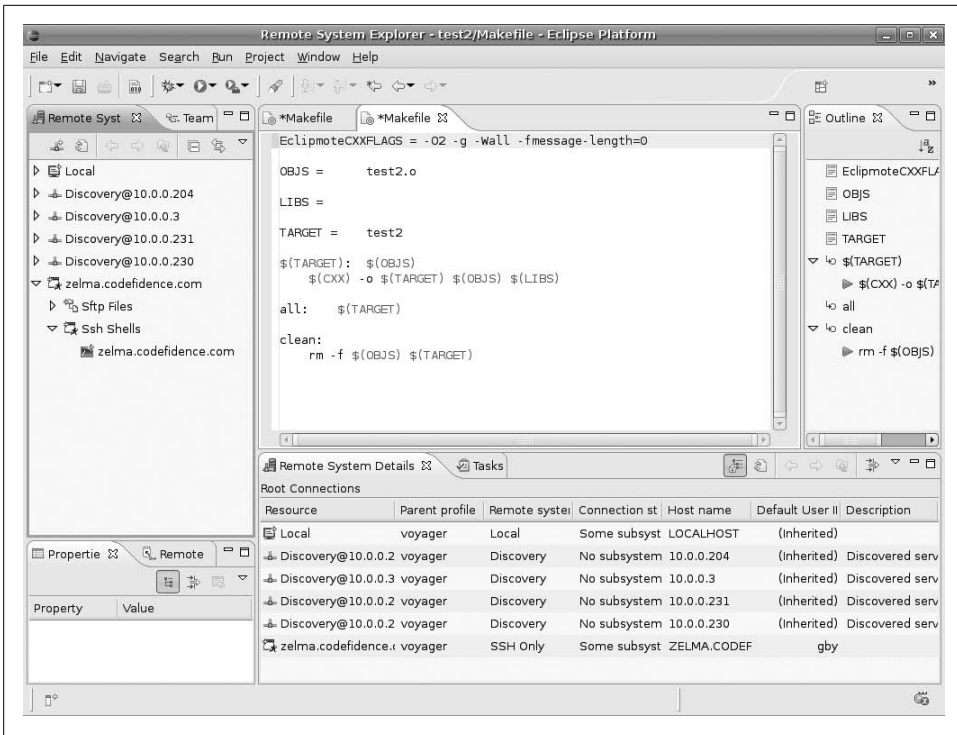 Remote System Explorer - test2/Makefile - Eclipse Platform
File Edit Navigate Search Run Project Window Help
Remote Syst Team
Local
Discovery@10.0.0.204
Discovery@10.0.0.3
Discovery@10.0.0.231
Discovery@10.0.0.230
zelma.codefidence.com
Sftp Files
Ssh Shells
zelma.codefidence.com
*Makefile *Makefile
EclipmoteCXXFLAGS = -O2 -g -Wall -fmessage-length=0
OBJS = test2.o
LIBS =
TARGET = test2
$(TARGET): $(OBJS)
$(CXX) -o $(TARGET) $(OBJS) $(LIBS)
all: $(TARGET)
clean:
rm -f $(OBJS) $(TARGET)
Outline
EclipmoteCXXFLA
OBJS
LIBS
TARGET
$(TARGET)
$(CXX) -o $(TA
all
clean
rm -f $(OBJS)
Propertie Remote
Property Value
Remote System Details Tasks
Root Connections
Resource Parent profile Remote system Connection st Host name Default User II Description
Local voyager Local Some subsyst LOCALHOST (Inherited)
Discovery@10.0.0.2 voyager Discovery No subsystem 10.0.0.204 (Inherited) Discovered serv
Discovery@10.0.0.3 voyager Discovery No subsystem 10.0.0.3 (Inherited) Discovered serv
Discovery@10.0.0.2 voyager Discovery No subsystem 10.0.0.231 (Inherited) Discovered serv
Discovery@10.0.0.2 voyager Discovery No subsystem 10.0.0.230 (Inherited) Discovered serv
zelma.codefidence.c voyager SSH Only Some subsyst ZELMA.CODEF gby